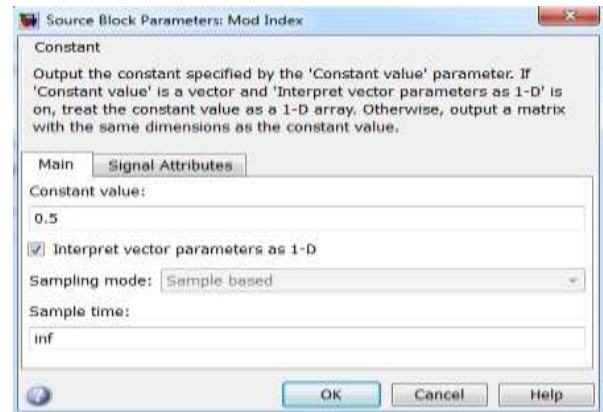 Source Block Parameters: Mod Index
Constant
Output the constant specified by the 'Constant value' parameter. If
'Constant value' is a vector and 'Interpret vector parameters as 1-D' is
on, treat the constant value as a 1-D array. Otherwise, output a matrix
with the same dimensions as the constant value.
Main Signal Attributes
Constant value:
0.5
Interpret vector parameters as 1-D
Sampling mode: Sample based
Sample time:
inf
OK Cancel Help